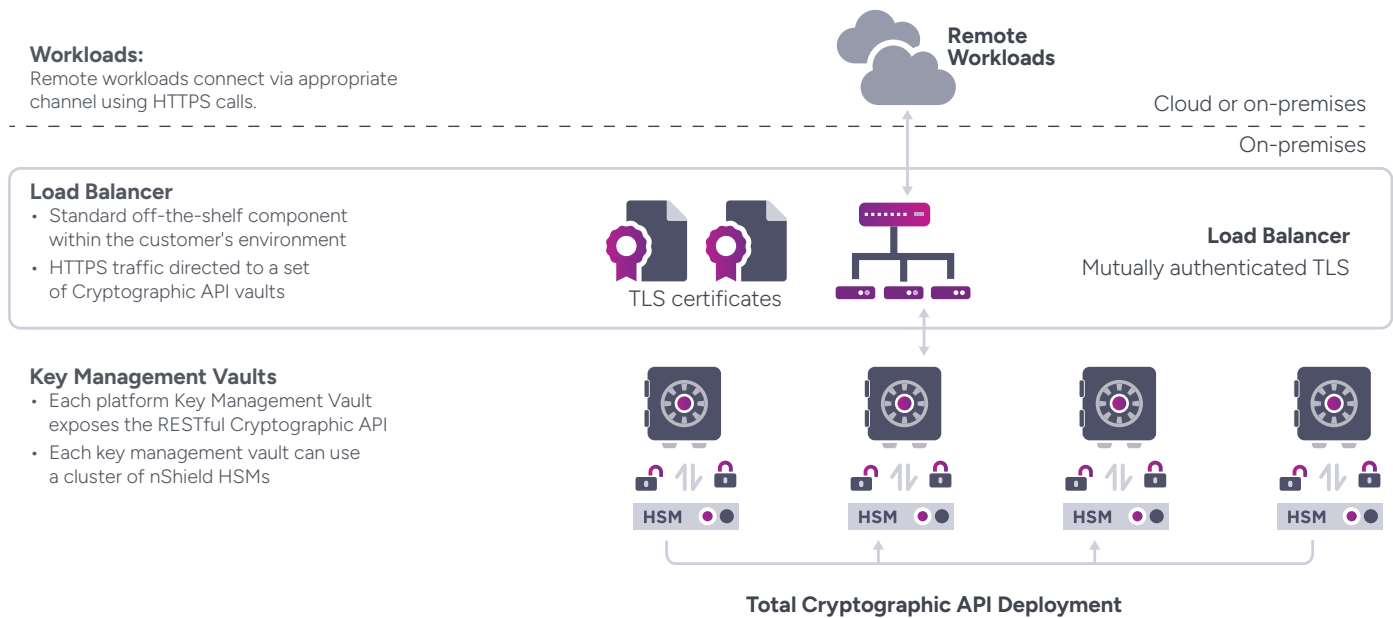 Workloads:
Remote workloads connect via appropriate
channel using HTTPS calls.
Remote
Workloads
Cloud or on-premises
On-premises
Load Balancer
• Standard off-the-shelf component
within the customer's environment
• HTTPS traffic directed to a set
of Cryptographic API vaults
TLS certificates
Load Balancer
Mutually authenticated TLS
Key Management Vaults
• Each platform Key Management Vault
exposes the RESTful Cryptographic API
• Each key management vault can use
a cluster of nShield HSMs
HSM
HSM
HSM
HSM
Total Cryptographic API Deployment